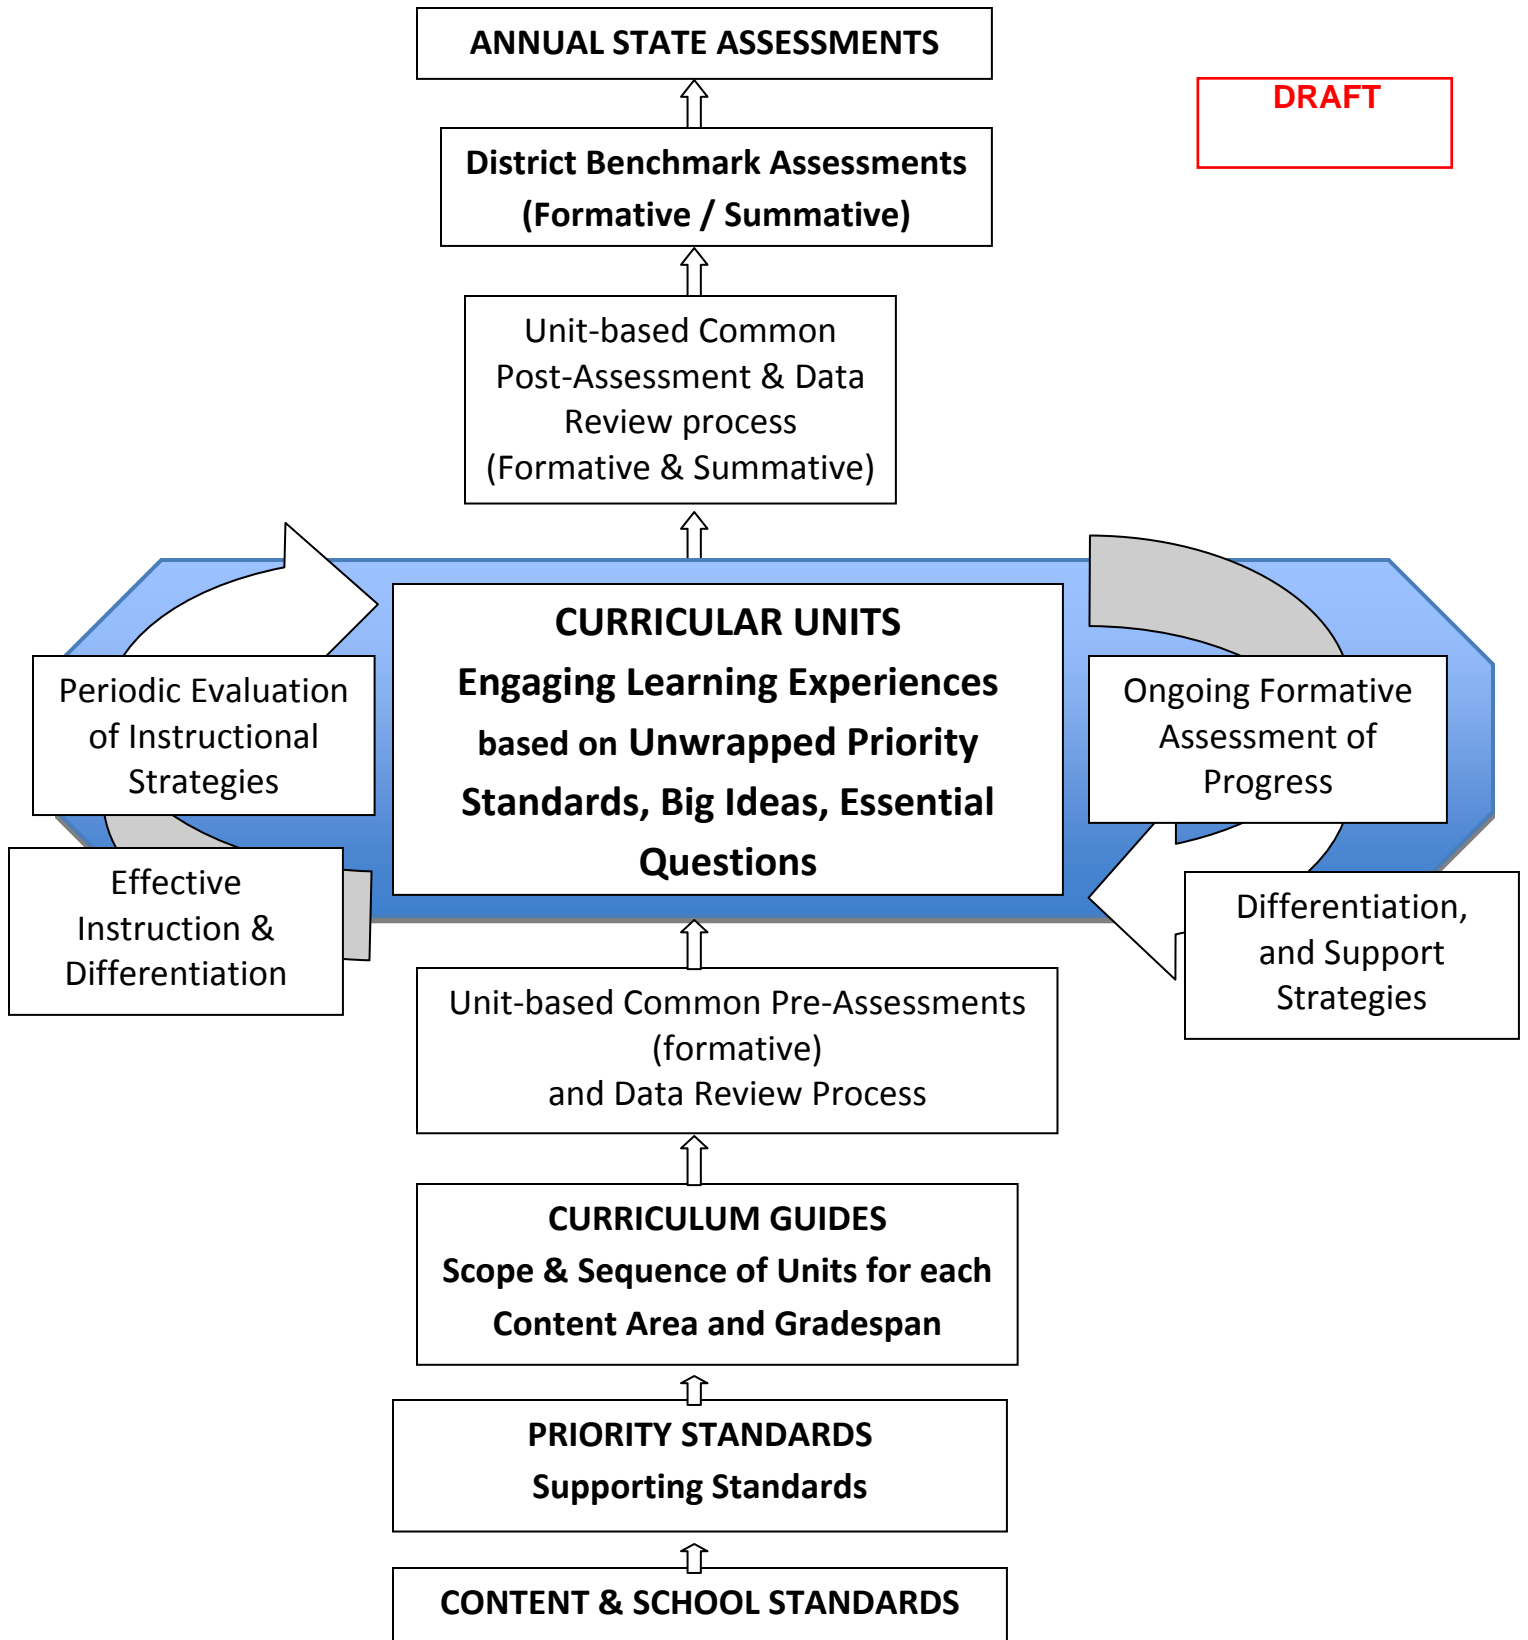 ANNUAL STATE ASSESSMENTS
DRAFT
District Benchmark Assessments
(Formative / Summative)
Unit-based Common
Post-Assessment & Data
Review process
(Formative & Summative)
CURRICULAR UNITS
Engaging Learning Experiences
based on Unwrapped Priority
Standards, Big Ideas, Essential
Questions
Periodic Evaluation
of Instructional
Strategies
Ongoing Formative
Assessment of
Progress
Effective
Instruction &
Differentiation
Differentiation,
and Support
Strategies
Unit-based Common Pre-Assessments
(formative)
and Data Review Process
CURRICULUM GUIDES
Scope & Sequence of Units for each
Content Area and Gradespan
PRIORITY STANDARDS
Supporting Standards
CONTENT & SCHOOL STANDARDS